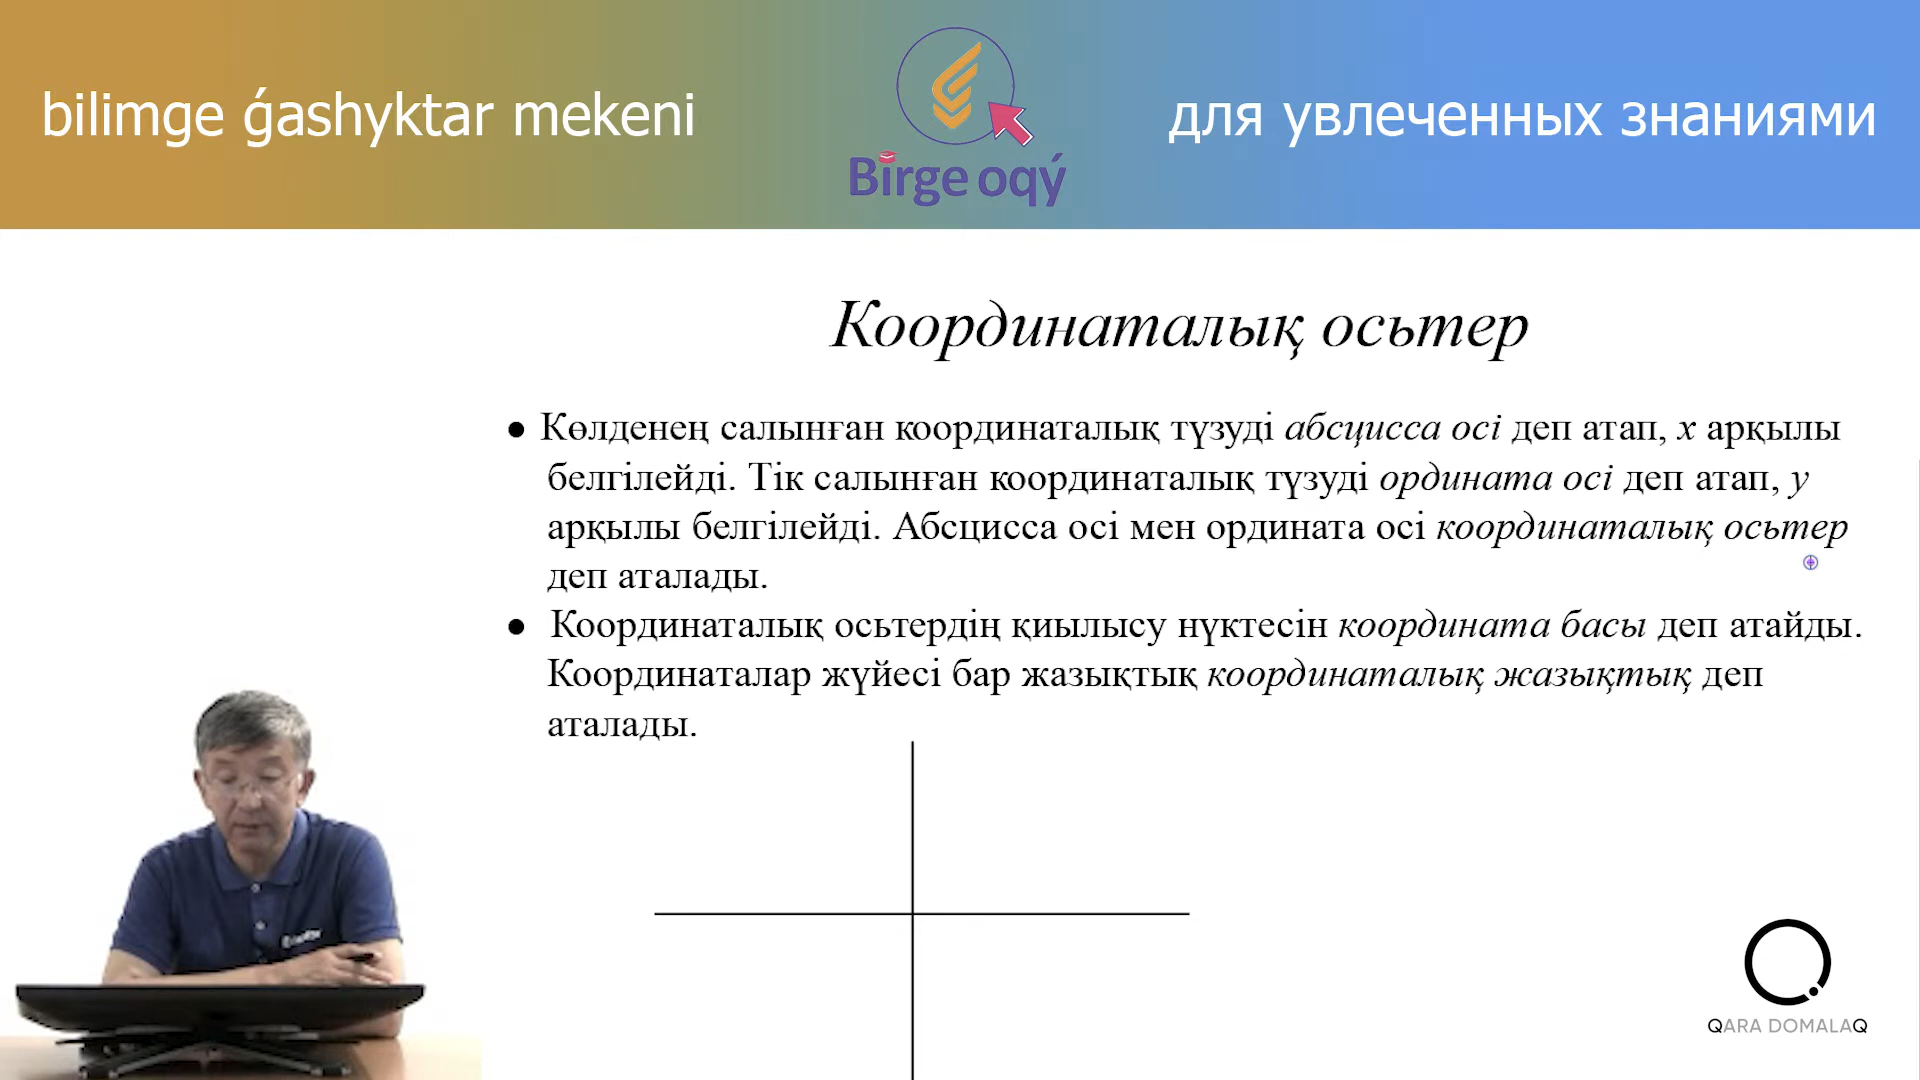 bilimge ǵashyktar mekeni
Birge oqý
для увлеченных знаниями
Координаталық осьтер
● Көлденең салынған координаталық түзуді абсцисса осі деп атап, x арқылы
белгілейді. Тік салынған координаталық түзуді ордината осі деп атап, y
арқылы белгілейді. Абсцисса осі мен ордината осі координаталық осьтер
деп аталады.
● Координаталық осьтердің қиылысу нүктесін координата басы деп атайды.
Координаталар жүйесі бар жазықтық координаталық жазықтық деп
аталады.
QARA DOMALAQ